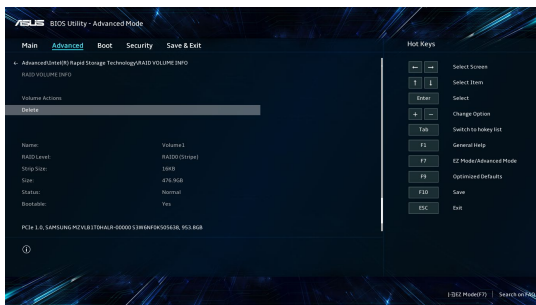 ASUS BIOS Utility - Advanced Mode
Main Advanced Boot Security Save & Exit
← Advanced\Intel(R) Rapid Storage Technology\RAID VOLUME INFO
RAID VOLUME INFO
Volume Actions
Delete
Name: Volume1
RAID Level: RAID0 (Stripe)
Strip Size: 16KB
Size: 476.9GB
Status: Normal
Bootable: Yes
PCIe 1.0, SAMSUNG MZVLB1T0HALR-00000 S3W6NF0K505638, 953.8GB
Hot Keys
← → Select Screen
↑ ↓ Select Item
Enter Select
+ − Change Option
Tab Switch to hokey list
F1 General Help
F7 EZ Mode/Advanced Mode
F9 Optimized Defaults
F10 Save
ESC Exit
EZ Mode(F7) | Search on FAQ